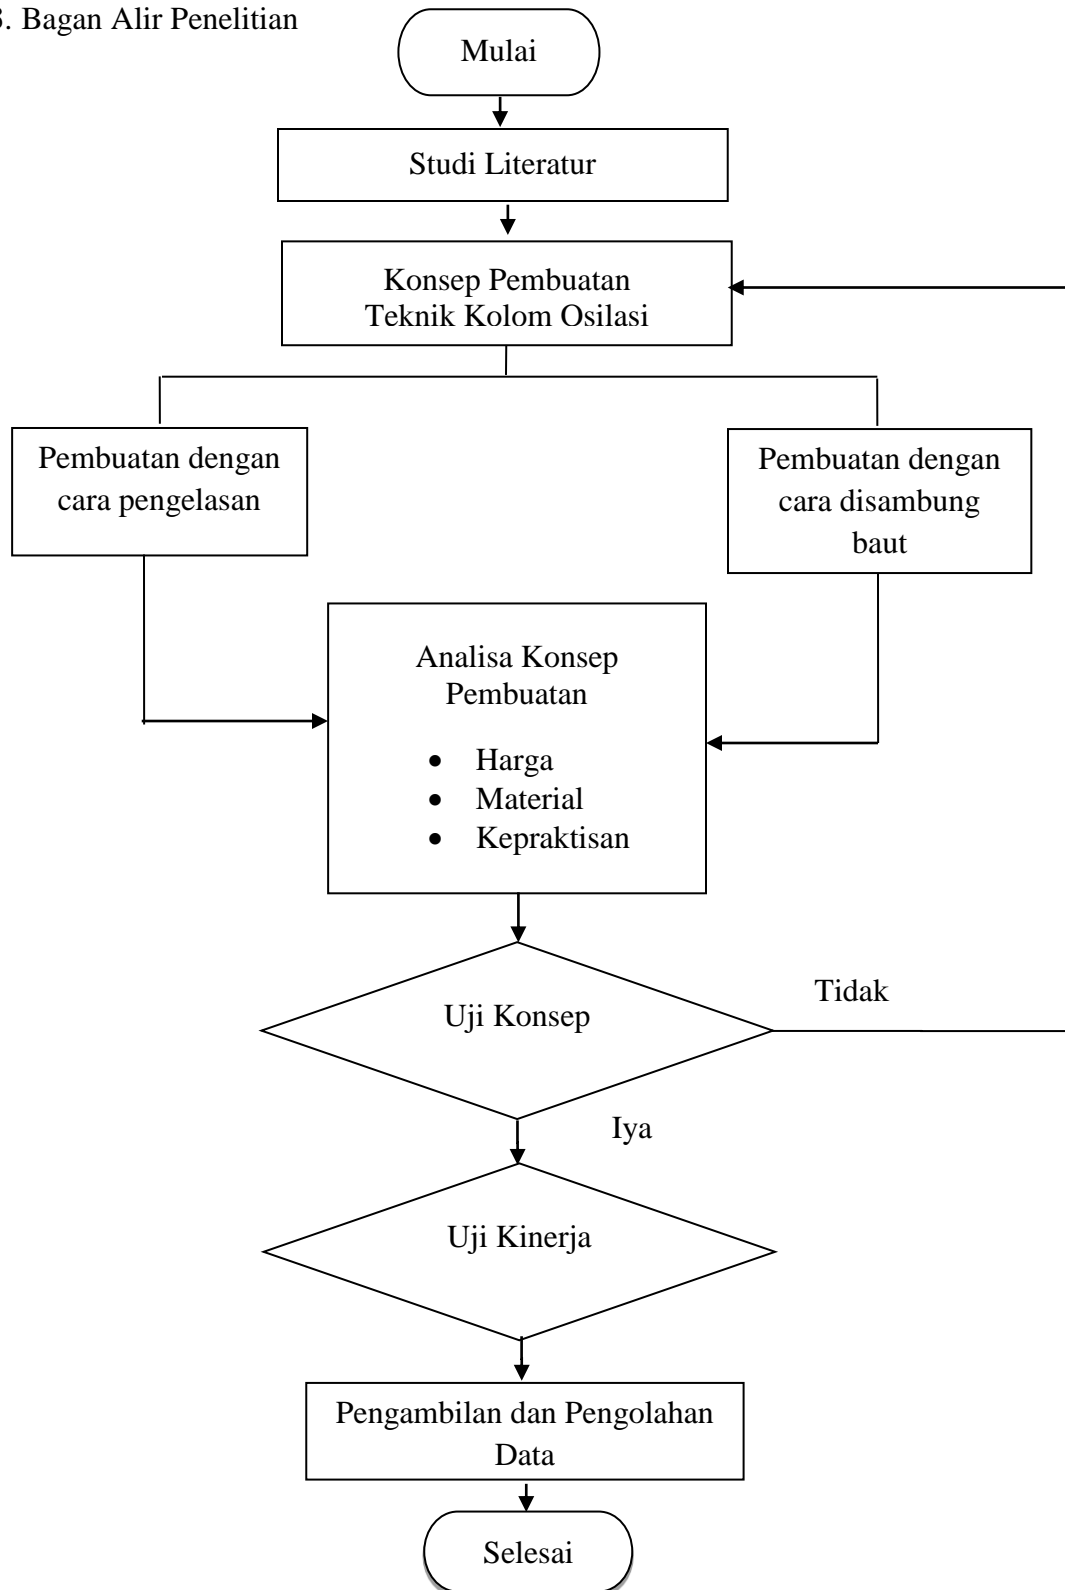 3. Bagan Alir Penelitian
Mulai
Studi Literatur
Konsep Pembuatan
Teknik Kolom Osilasi
Pembuatan dengan
cara pengelasan
Pembuatan dengan
cara disambung
baut
Analisa Konsep
Pembuatan
• Harga
• Material
• Kepraktisan
Uji Konsep
Tidak
Iya
Uji Kinerja
Pengambilan dan Pengolahan
Data
Selesai